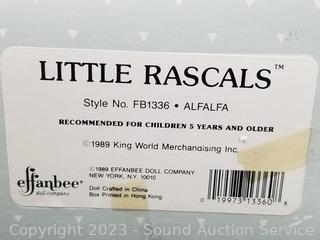 LITTLE RASCALS™
Style No. FB1336 • ALFALFA
RECOMMENDED FOR CHILDREN 5 YEARS AND OLDER
©1989 King World Merchandising Inc.
effanbee
doll company
©1989 EFFANBEE DOLL COMPANY
NEW YORK, N.Y. 10010
Doll Crafted in China
Box Printed in Hong Kong
0 19973 13360 8
Copyright 2023 - Sound Auction Service